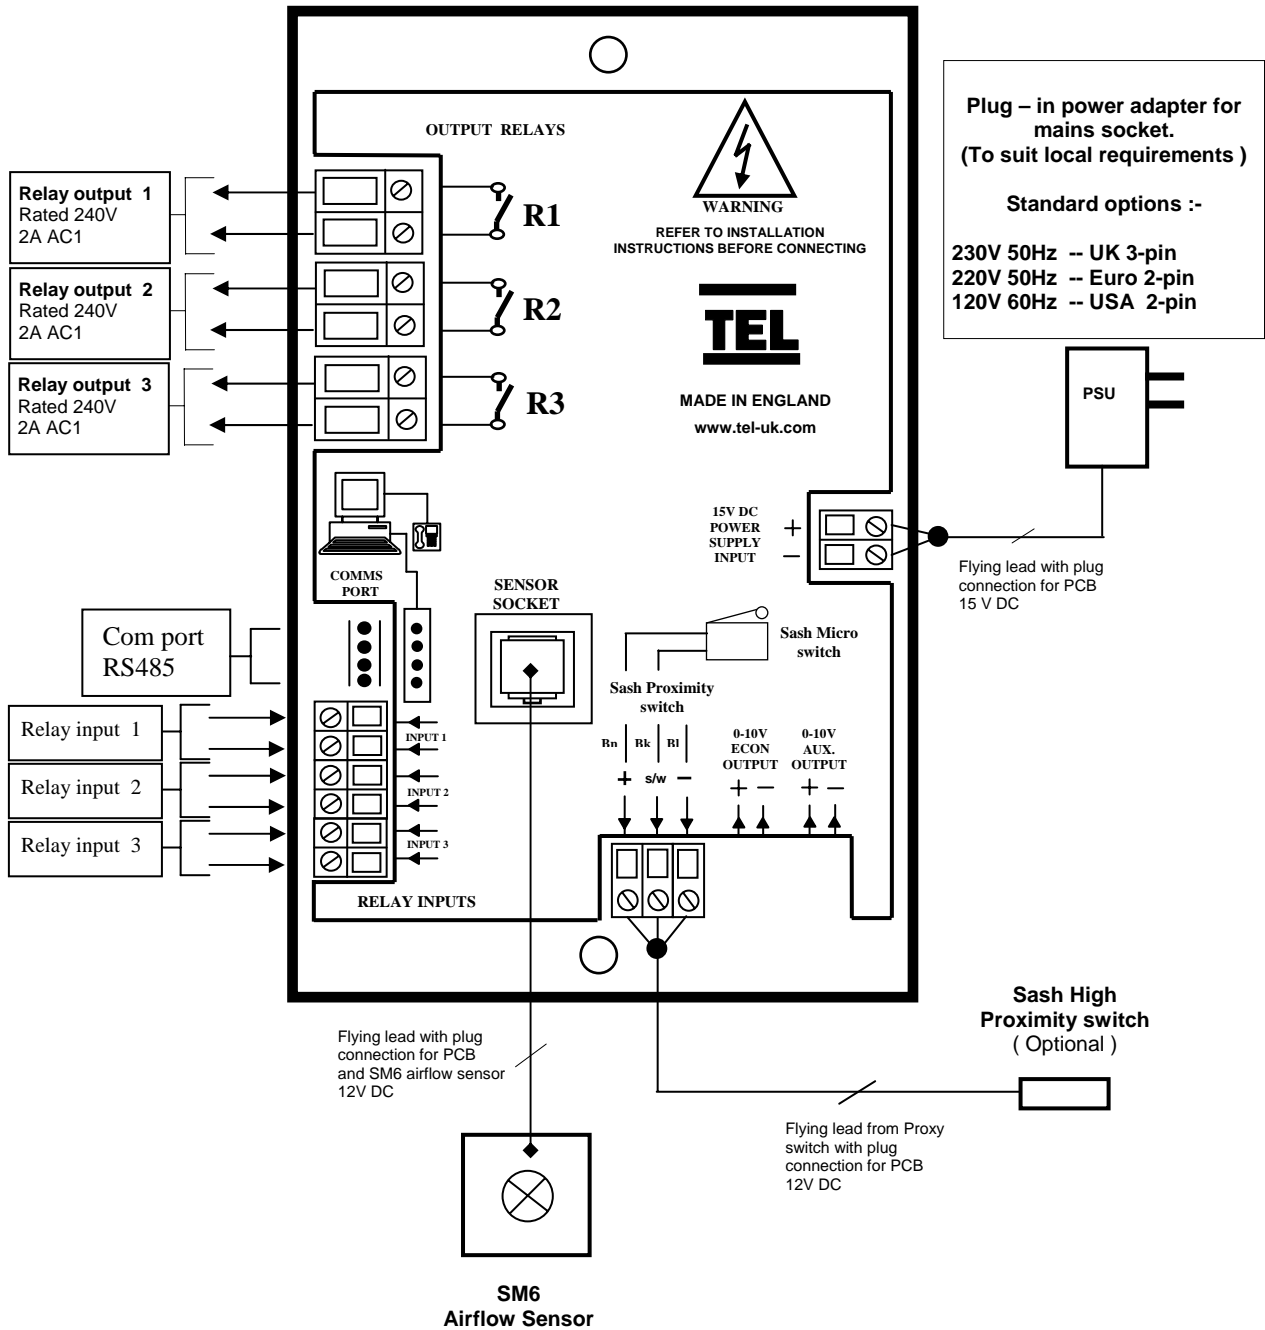 OUTPUT RELAYS
Relay output 1
Rated 240V
2A AC1
Relay output 2
Rated 240V
2A AC1
Relay output 3
Rated 240V
2A AC1
R1
R2
R3
WARNING
REFER TO INSTALLATION
INSTRUCTIONS BEFORE CONNECTING
TEL
MADE IN ENGLAND
www.tel-uk.com
Plug – in power adapter for
mains socket.
(To suit local requirements )
Standard options :-
230V 50Hz -- UK 3-pin
220V 50Hz -- Euro 2-pin
120V 60Hz -- USA 2-pin
PSU
15V DC
POWER
SUPPLY
INPUT
+
−
Flying lead with plug
connection for PCB
15 V DC
COMMS
PORT
SENSOR
SOCKET
Com port
RS485
Sash Micro
switch
Sash Proximity
switch
Bn Bk Bl
+ s/w −
0-10V
ECON
OUTPUT
+ −
0-10V
AUX.
OUTPUT
+ −
Relay input 1
Relay input 2
Relay input 3
INPUT 1
INPUT 2
INPUT 3
RELAY INPUTS
Flying lead with plug
connection for PCB
and SM6 airflow sensor
12V DC
Sash High
Proximity switch
( Optional )
Flying lead from Proxy
switch with plug
connection for PCB
12V DC
SM6
Airflow Sensor